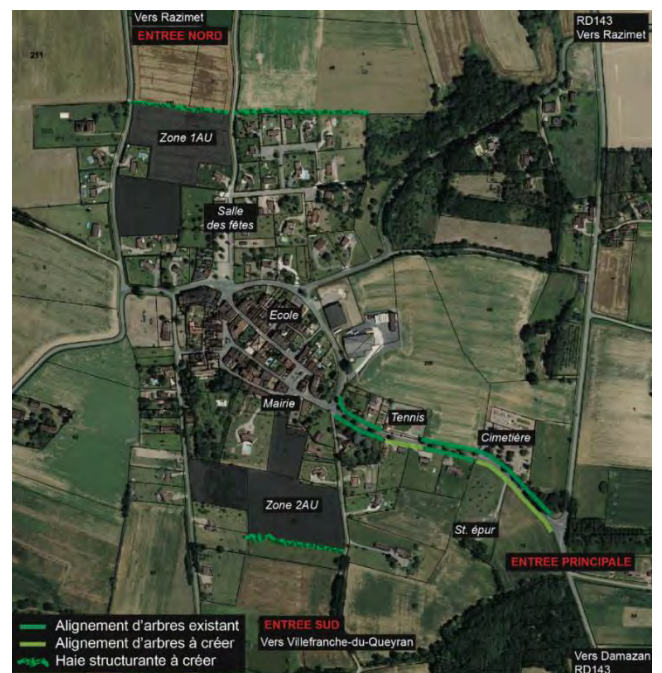 Vers Razimet
ENTREE NORD
RD143
Vers Razimet
211
Zone 1AU
Salle
des fêtes
Ecole
Mairie
Tennis
Cimetière
Zone 2AU
St. épur
ENTREE PRINCIPALE
Alignement d'arbres existant
Alignement d'arbres à créer
Haie structurante à créer
ENTREE SUD
Vers Villefranche-du-Queyran
Vers Damazan
RD143